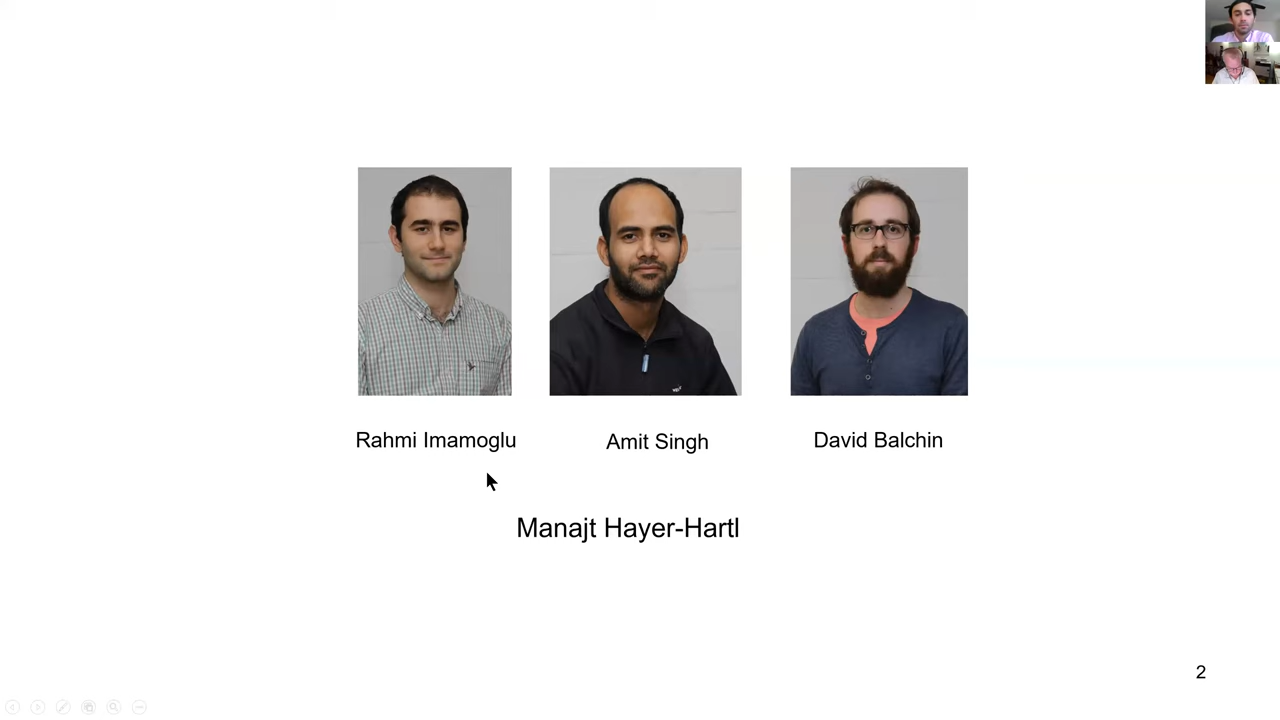 Rahmi Imamoglu
Amit Singh
David Balchin
Manajt Hayer-Hartl
2